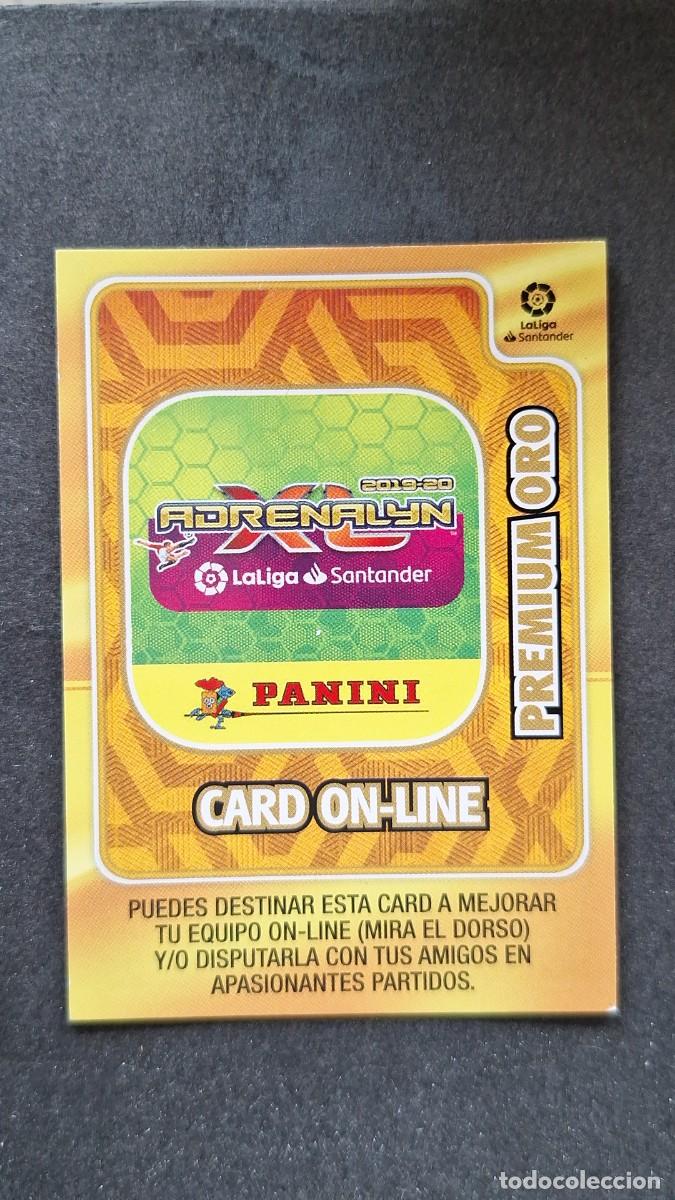 LaLiga
Santander
2019-20
ADRENALYN
XL™
LaLiga Santander
PANINI
PREMIUM ORO
CARD ON-LINE
PUEDES DESTINAR ESTA CARD A MEJORAR
TU EQUIPO ON-LINE (MIRA EL DORSO)
Y/O DISPUTARLA CON TUS AMIGOS EN
APASIONANTES PARTIDOS.
todocoleccion